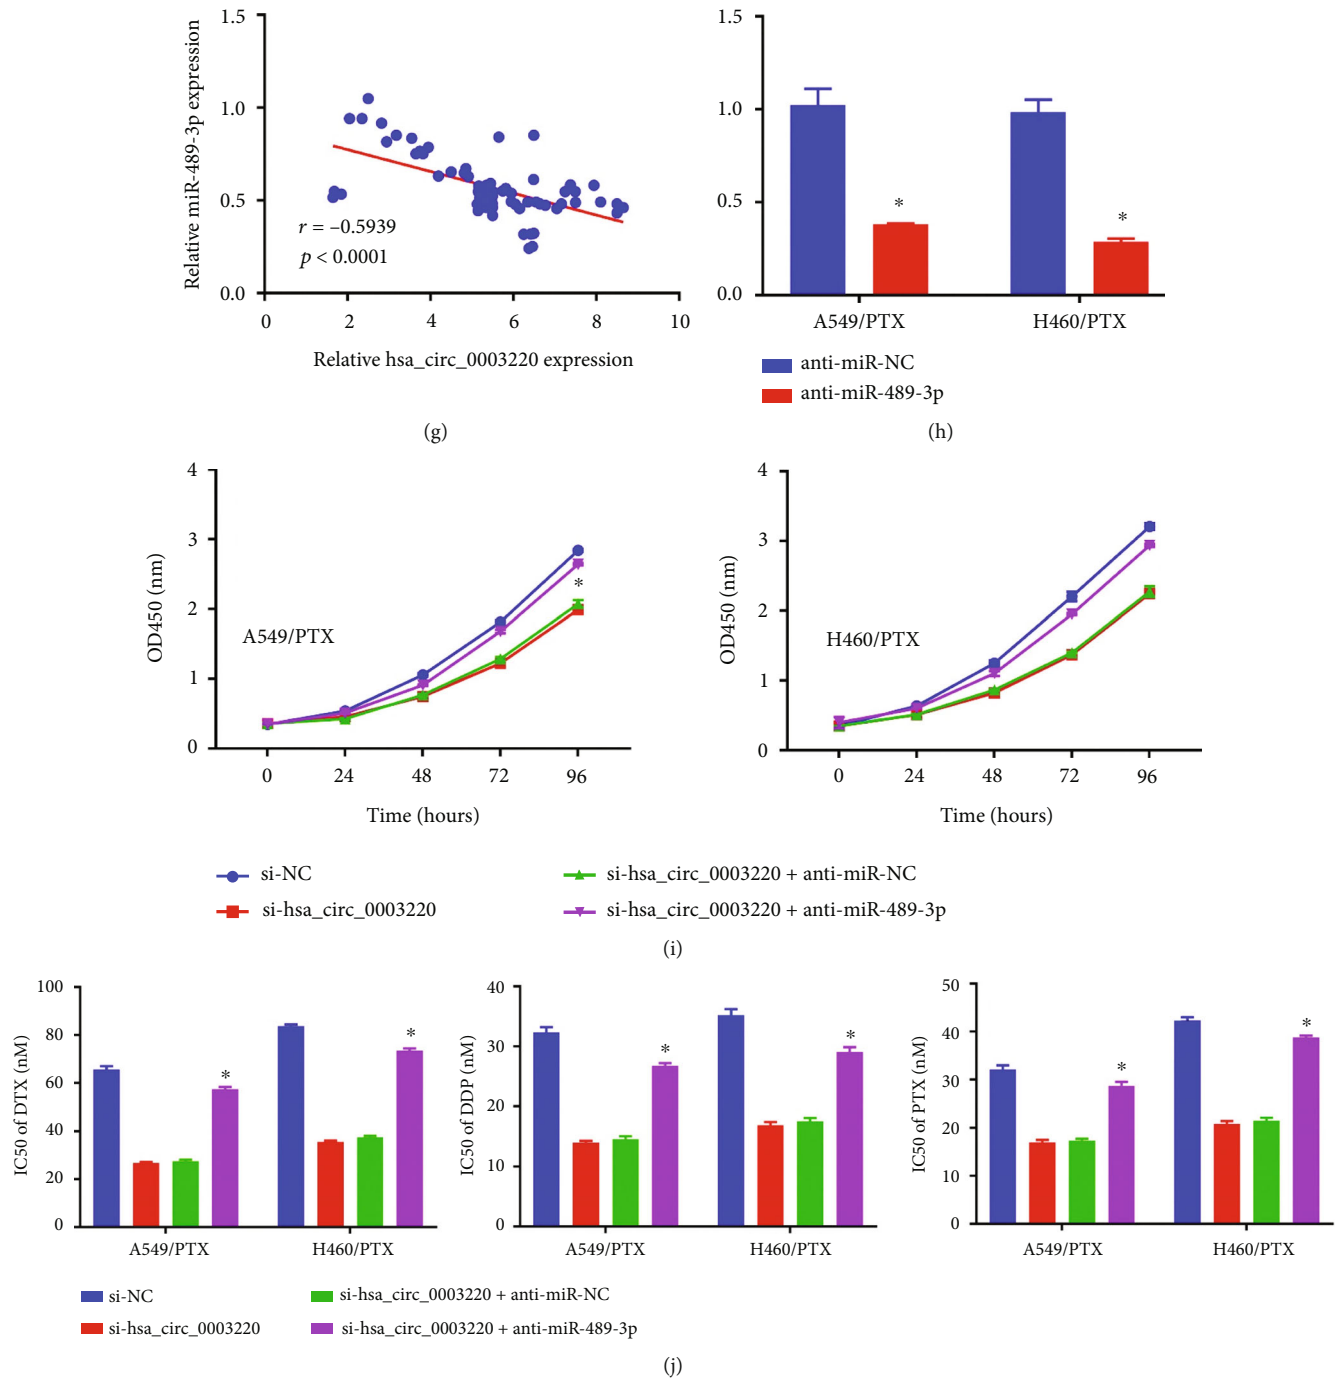 Relative miR-489-3p expression
1.5
1.0
0.5
0.0
r = –0.5939
p < 0.0001
0 2 4 6 8 10
Relative hsa_circ_0003220 expression
(g)
1.5
1.0
0.5
0.0
* *
A549/PTX H460/PTX
anti-miR-NC
anti-miR-489-3p
(h)
OD450 (nm)
4
3
2
1
0
*
A549/PTX
0 24 48 72 96
Time (hours)
OD450 (nm)
4
3
2
1
0
H460/PTX
0 24 48 72 96
Time (hours)
si-NC
si-hsa_circ_0003220
si-hsa_circ_0003220 + anti-miR-NC
si-hsa_circ_0003220 + anti-miR-489-3p
(i)
IC50 of DTX (nM)
100
80
60
40
20
0
* *
A549/PTX H460/PTX
IC50 of DDP (nM)
40
30
20
10
0
* *
A549/PTX H460/PTX
IC50 of PTX (nM)
50
40
30
20
10
0
* *
A549/PTX H460/PTX
si-NC
si-hsa_circ_0003220
si-hsa_circ_0003220 + anti-miR-NC
si-hsa_circ_0003220 + anti-miR-489-3p
(j)